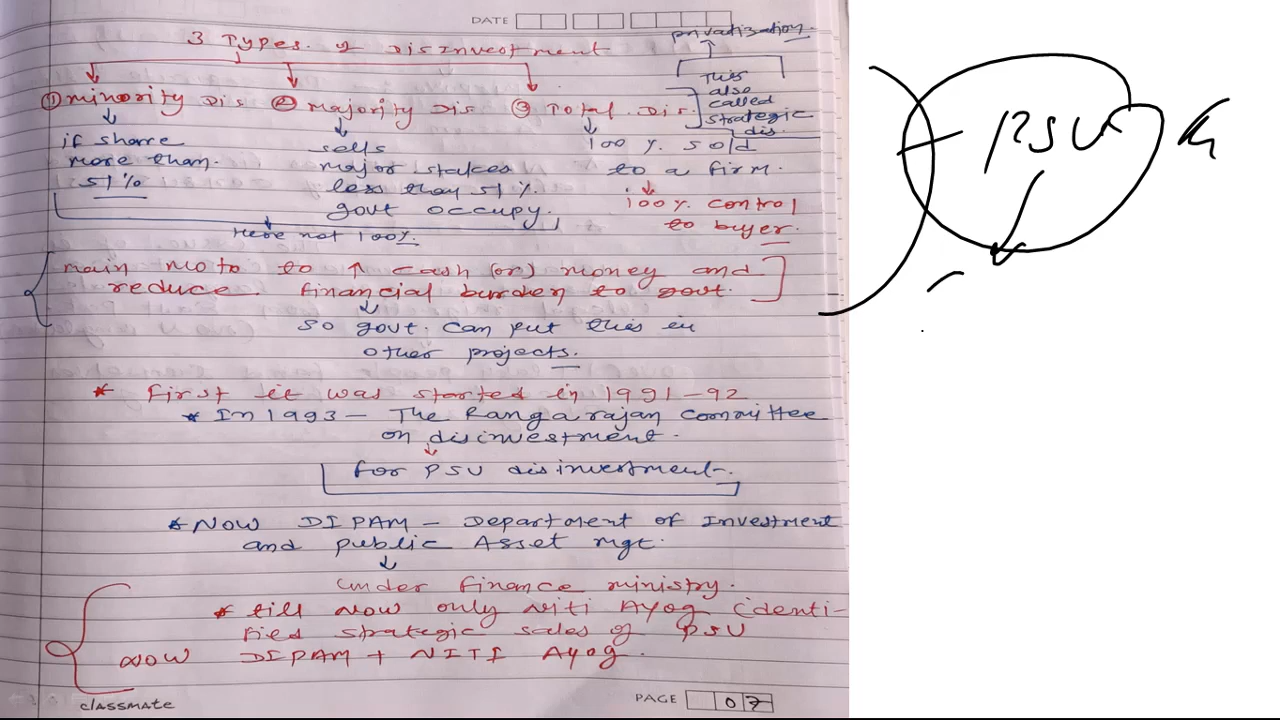 DATE
privatization.
3 Types of Disinvestment
① minority Dis ② majority Dis ③ Total Dis.
This
also
called
strategic
dis.
if share
more than.
51%
sells
major stakes
less than 51%.
govt occupy.
100 % sold
to a firm.
100% control
to buyer.
Here not 100%.
main moto to ↑ cash (or) money and
reduce financial burden to govt.
so govt. can put this in
other projects.
* First it was started in 1991-92
* In 1993 - The Rangarajan Committee
on disinvestment.
for PSU disinvestment.
* Now DIPAM - Department of Investment
and public Asset mgt.
under finance ministry.
* till now only niti Ayog identi-
fied strategic sales of PSU
now DIPAM + NITI Ayog.
classmate
PAGE 07
PSU